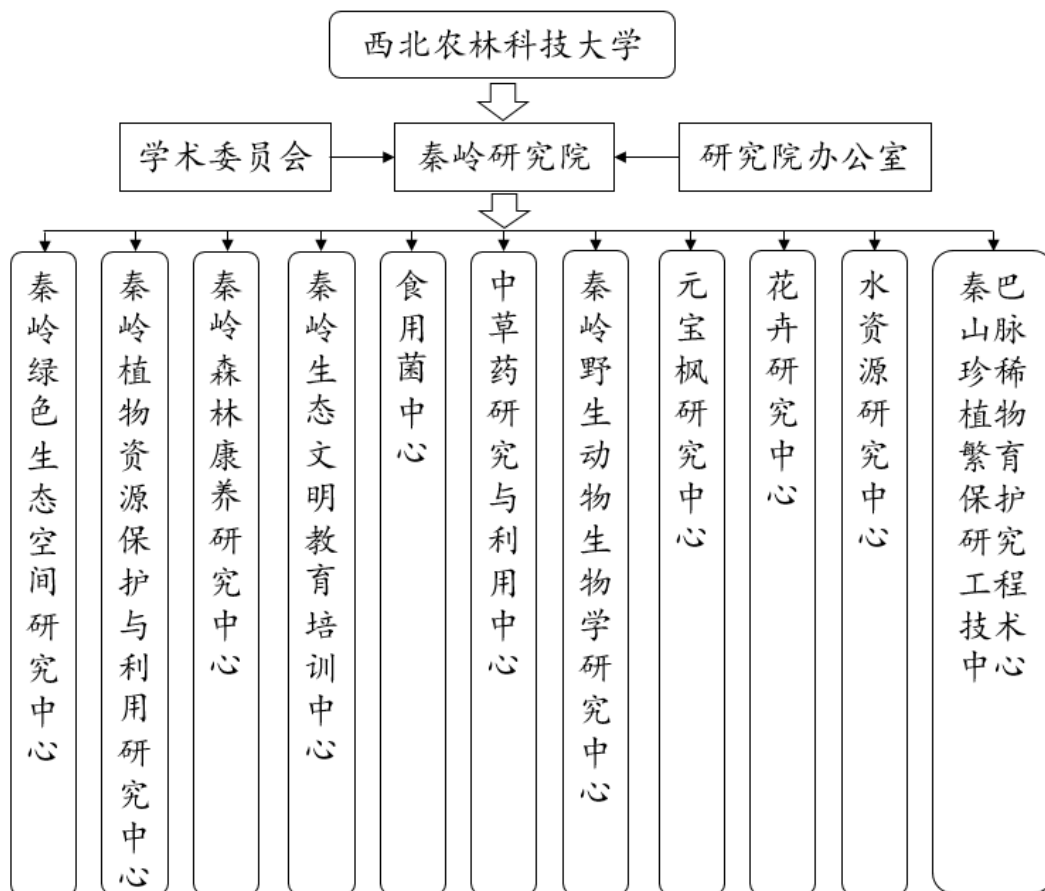 西北农林科技大学
学术委员会
秦岭研究院
研究院办公室
秦岭绿色生态空间研究中心
秦岭植物资源保护与利用研究中心
秦岭森林康养研究中心
秦岭生态文明教育培训中心
食用菌中心
中草药研究与利用中心
秦岭野生动物生物学研究中心
元宝枫研究中心
花卉研究中心
水资源研究中心
秦巴
山脉
珍稀
植物
繁育
保护
研究
工程
技术
中心